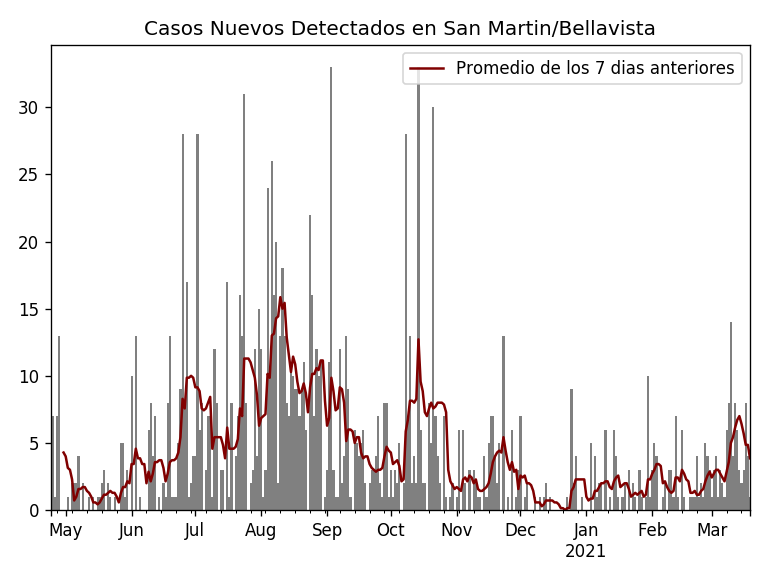 Casos Nuevos Detectados en San Martin/Bellavista
Promedio de los 7 dias anteriores
30
25
20
15
10
5
0
May Jun Jul Aug Sep Oct Nov Dec Jan Feb Mar
2021